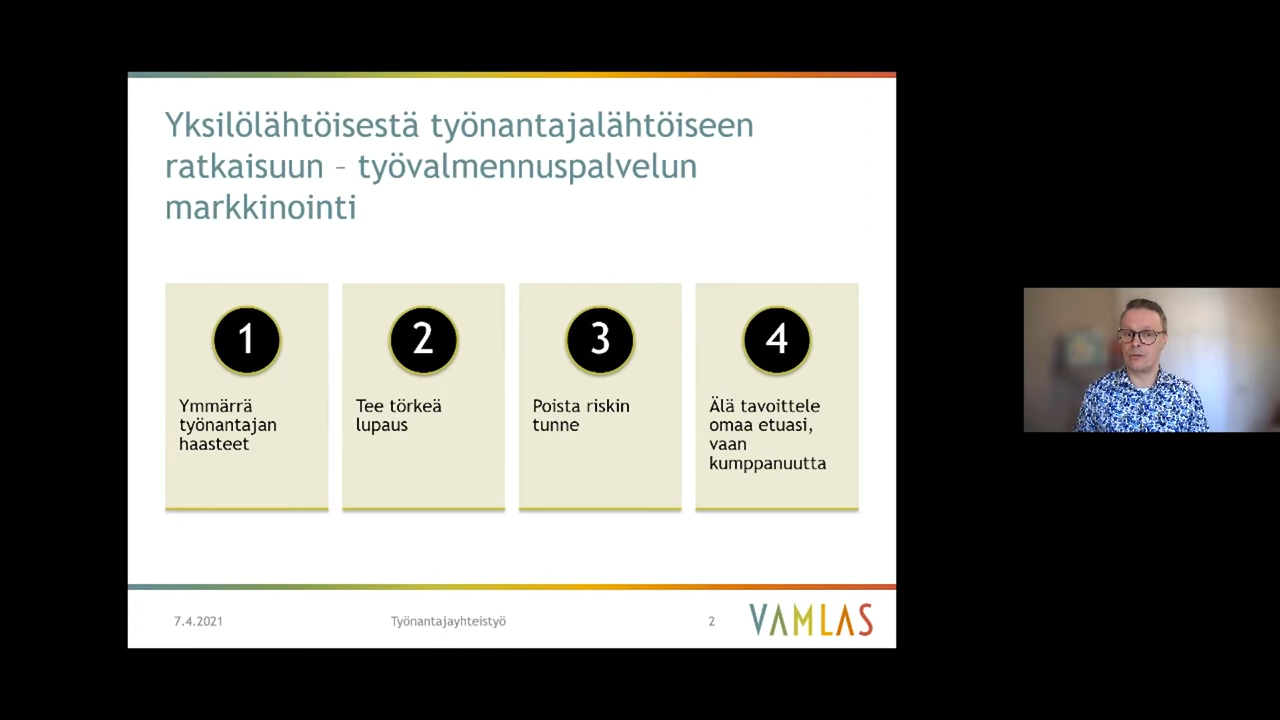 Yksilölähtöisestä työnantajalähtöiseen
ratkaisuun – työvalmennuspalvelun
markkinointi
1
Ymmärrä
työnantajan
haasteet
2
Tee törkeä
lupaus
3
Poista riskin
tunne
4
Älä tavoittele
omaa etuasi,
vaan
kumppanuutta
7.4.2021
Työnantajayhteistyö
2
VAMLAS